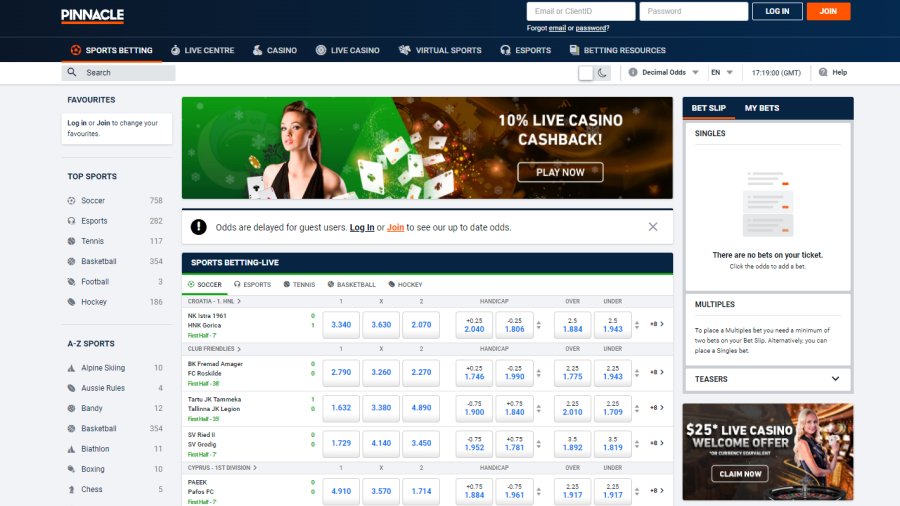 PINNACLE
Email or ClientID
Password
LOG IN
JOIN
Forgot email or password?
SPORTS BETTING
LIVE CENTRE
CASINO
LIVE CASINO
VIRTUAL SPORTS
ESPORTS
BETTING RESOURCES
Search
Decimal Odds
EN
17:19:00 (GMT)
Help
FAVOURITES
Log in or Join to change your
favourites.
TOP SPORTS
Soccer 758
Esports 282
Tennis 117
Basketball 354
Football 3
Hockey 186
A-Z SPORTS
Alpine Skiing 10
Aussie Rules 4
Bandy 12
Basketball 354
Biathlon 11
Boxing 10
Chess 5
10% LIVE CASINO
CASHBACK!
PLAY NOW
Odds are delayed for guest users. Log In or Join to see our up to date odds.
SPORTS BETTING-LIVE
SOCCER ESPORTS TENNIS BASKETBALL HOCKEY
CROATIA - 1. HNL 1 X 2 HANDICAP OVER UNDER
NK Istra 1961 0
HNK Gorica 1
First Half - 7'
3.340 3.630 2.070
+0.25 -0.25 2.5 2.5
2.040 1.806 1.884 1.943 +8
CLUB FRIENDLIES 1 X 2 HANDICAP OVER UNDER
BK Fremad Amager 0
FC Roskilde 0
First Half - 38'
2.790 3.260 2.270
+0.25 -0.25 2.25 2.5
1.746 1.990 1.775 1.943 +8
Tartu JK Tammeka 1
Tallinna JK Legion 0
First Half - 35'
1.632 3.380 4.890
-0.75 +0.75 2.25 2.25
1.900 1.840 2.010 1.709 +8
SV Ried II 0
SV Grodig 0
First Half - 7'
1.729 4.140 3.450
-0.75 +0.75 3.5 3.5
1.952 1.781 1.892 1.819 +8
CYPRUS - 1ST DIVISION 1 X 2 HANDICAP OVER UNDER
PAEEK 0
Pafos FC 0
First Half - 7'
4.910 3.570 1.714
+0.75 -0.75 2.25 2.25
1.884 1.961 1.917 1.917 +8
BET SLIP
MY BETS
SINGLES
There are no bets on your ticket.
Click the odds to add a bet.
MULTIPLES
To place a Multiples bet you need a minimum of
two bets on your Bet Slip. Alternatively, you can
place a Singles bet.
TEASERS
$25* LIVE CASINO
WELCOME OFFER
*OR CURRENCY EQUIVALENT
CLAIM NOW